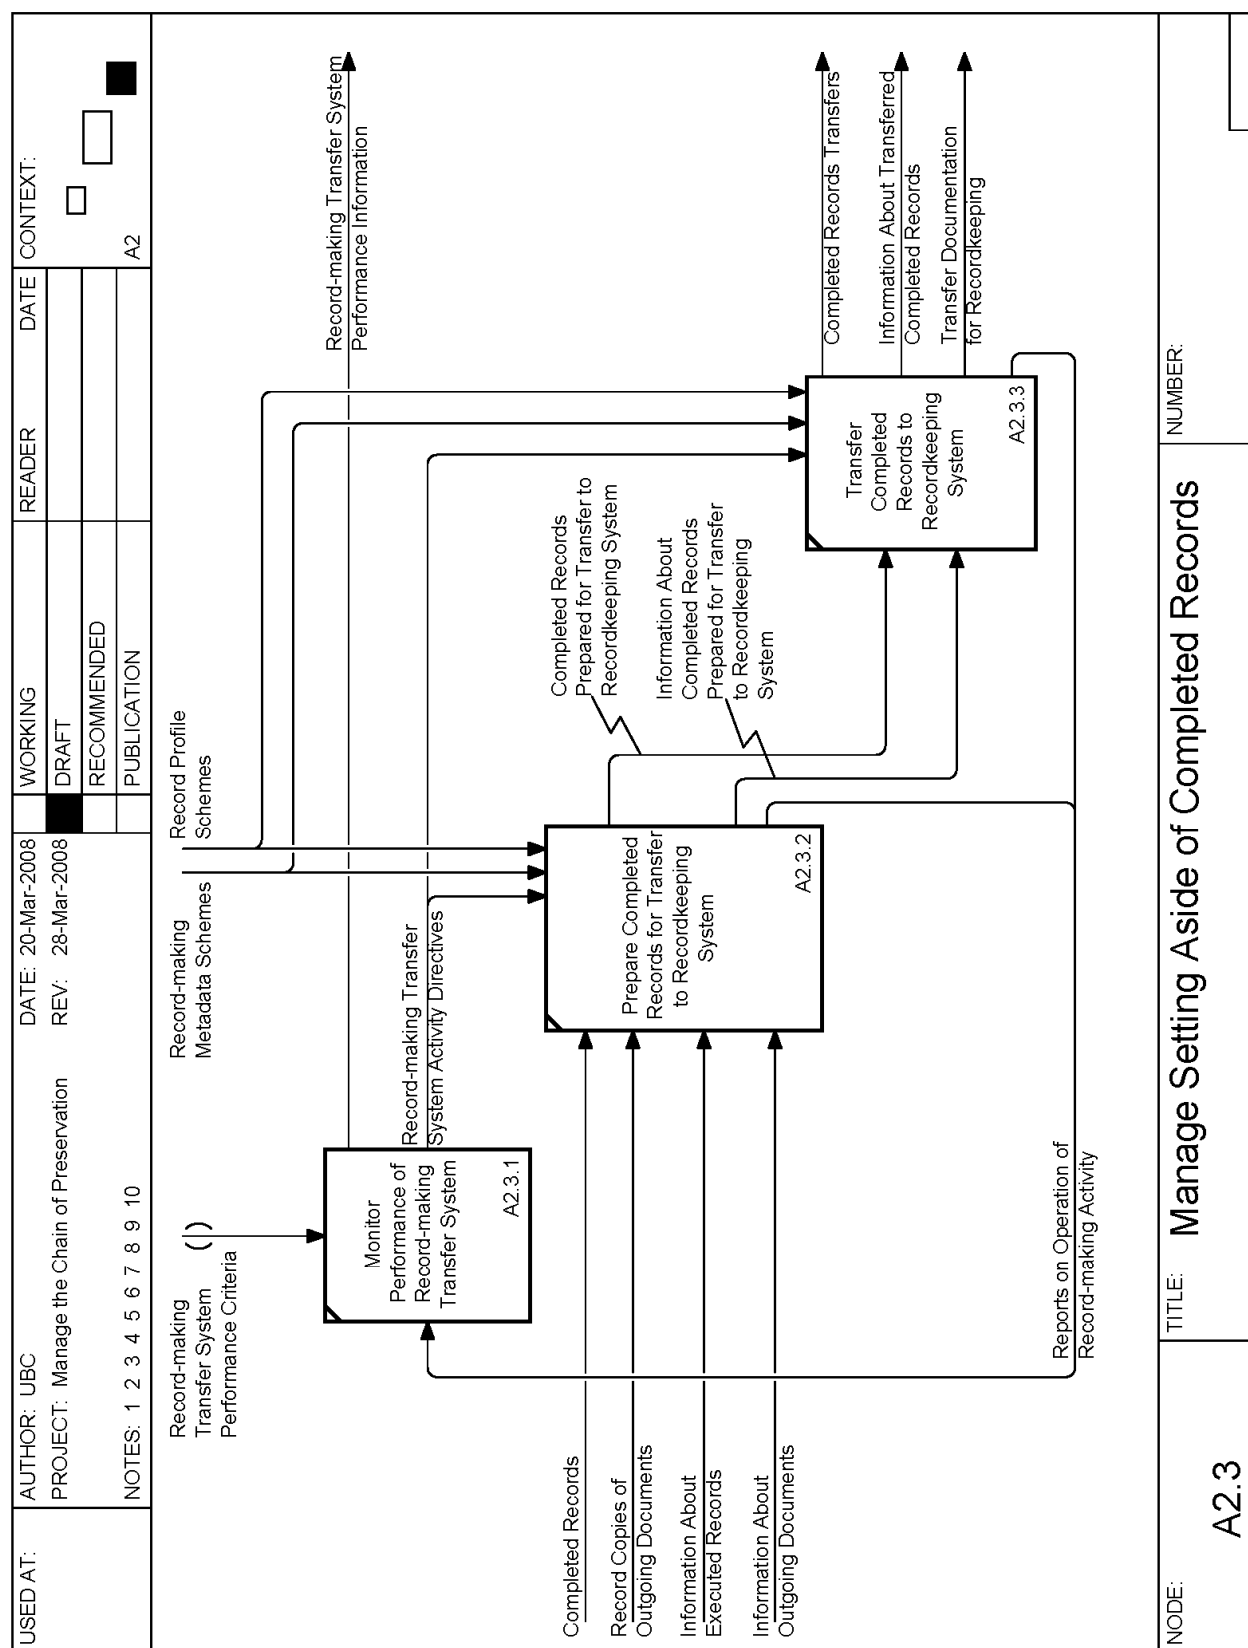 USED AT:
AUTHOR: UBC
PROJECT: Manage the Chain of Preservation
NOTES: 1 2 3 4 5 6 7 8 9 10
DATE: 20-Mar-2008
REV: 28-Mar-2008
WORKING
DRAFT
RECOMMENDED
PUBLICATION
READER
DATE
CONTEXT:
A2
Record-making
Transfer System
Performance Criteria
( )
Record-making
Metadata Schemes
Record Profile
Schemes
Record-making Transfer System
Performance Information
Monitor
Performance of
Record-making
Transfer System
A2.3.1
Record-making Transfer
System Activity Directives
Completed Records
Record Copies of
Outgoing Documents
Information About
Executed Records
Information About
Outgoing Documents
Prepare Completed
Records for Transfer
to Recordkeeping
System
A2.3.2
Completed Records
Prepared for Transfer to
Recordkeeping System
Information About
Completed Records
Prepared for Transfer
to Recordkeeping
System
Transfer
Completed
Records to
Recordkeeping
System
A2.3.3
Completed Records Transfers
Information About Transferred
Completed Records
Transfer Documentation
for Recordkeeping
Reports on Operation of
Record-making Activity
NODE:
A2.3
TITLE:
Manage Setting Aside of Completed Records
NUMBER: